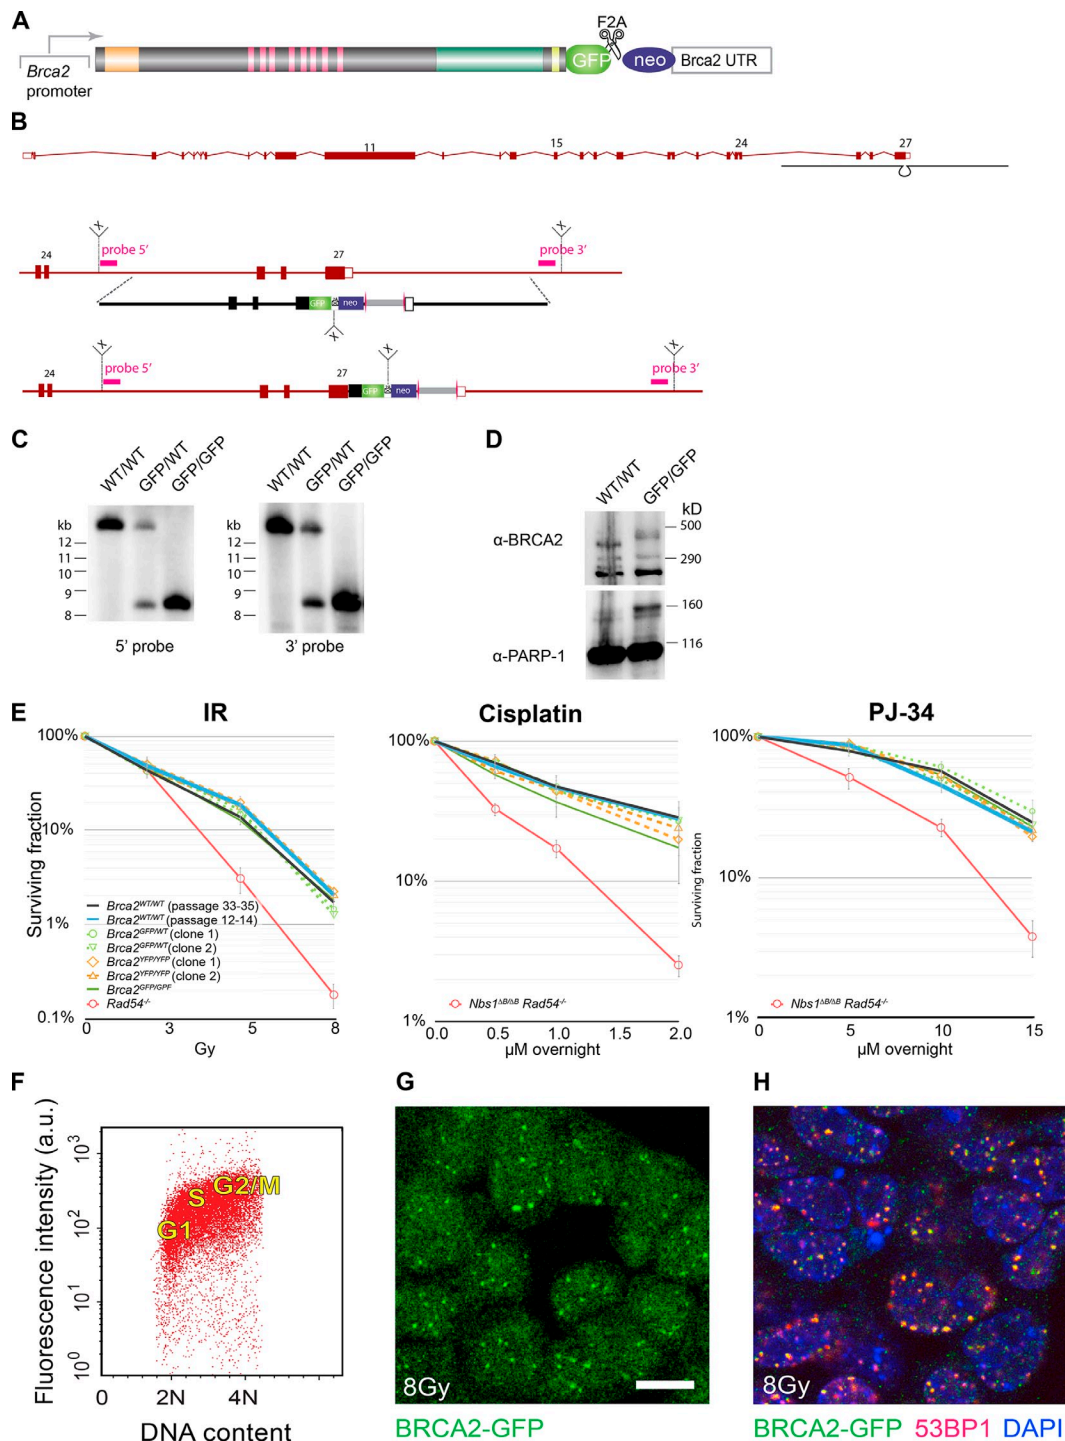 A
F2A
GFP
neo
Brca2 UTR
Brca2
promoter
B
11
15
24
27
X
X
probe 5'
probe 3'
24
27
GFP
neo
X
X
X
X
probe 5'
probe 3'
24
27
GFP
neo
C
WT/WT
GFP/WT
GFP/GFP
WT/WT
GFP/WT
GFP/GFP
kb
12
11
10
9
8
kb
12
11
10
9
8
5' probe
3' probe
D
WT/WT
GFP/GFP
kD
500
α-BRCA2
290
160
116
α-PARP-1
E
IR
Cisplatin
PJ-34
100%
10%
1%
0.1%
Surviving fraction
Brca2WT/WT (passage 33-35)
Brca2WT/WT (passage 12-14)
Brca2GFP/WT (clone 1)
Brca2GFP/WT (clone 2)
Brca2YFP/YFP (clone 1)
Brca2YFP/YFP (clone 2)
Brca2GFP/GPF
Rad54-/-
0 3 5 8
Gy
100%
10%
1%
Nbs1ΔB/ΔB Rad54-/-
0 0.5 1.0 1.5 2.0
µM overnight
Surviving fraction
100%
10%
1%
Nbs1ΔB/ΔB Rad54-/-
0 5 10 15
µM overnight
F
Fluorescence intensity (a.u.)
10³
10²
10¹
10⁰
G1
S
G2/M
0 2N 4N
DNA content
G
8Gy
BRCA2-GFP
H
8Gy
BRCA2-GFP 53BP1 DAPI